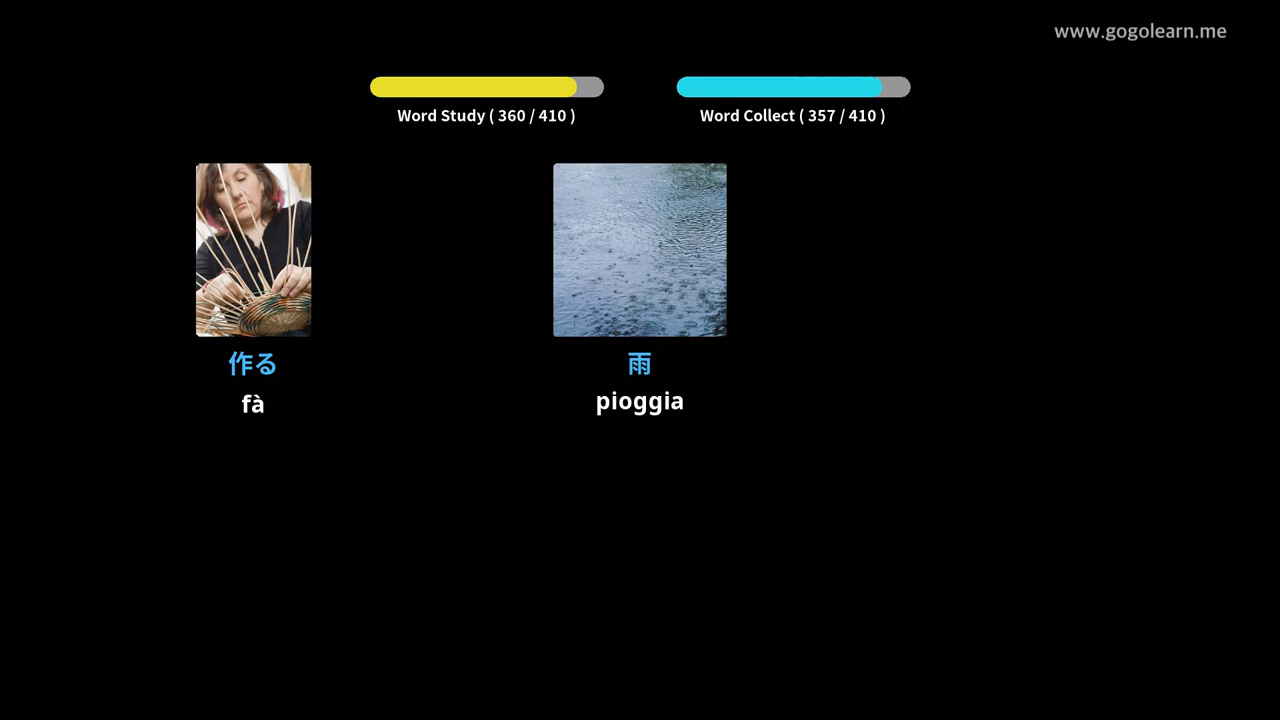 www.gogolearn.me
Word Study ( 360 / 410 )
Word Collect ( 357 / 410 )
作る
fà
雨
pioggia